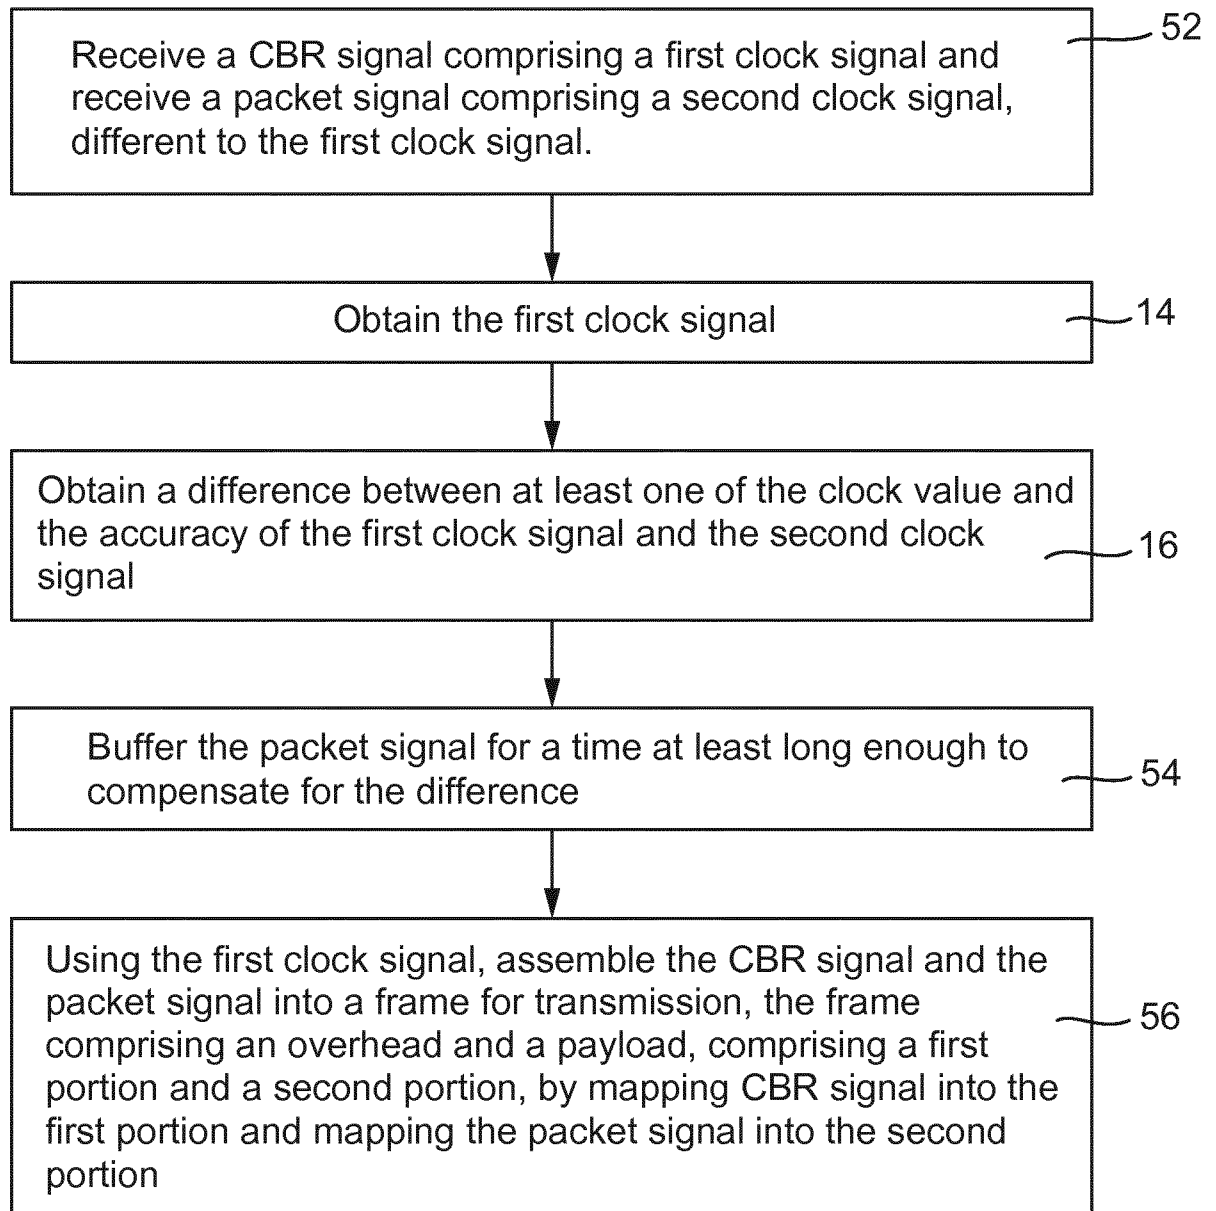 Receive a CBR signal comprising a first clock signal and
receive a packet signal comprising a second clock signal,
different to the first clock signal.
52
Obtain the first clock signal
14
Obtain a difference between at least one of the clock value and
the accuracy of the first clock signal and the second clock
signal
16
Buffer the packet signal for a time at least long enough to
compensate for the difference
54
Using the first clock signal, assemble the CBR signal and the
packet signal into a frame for transmission, the frame
comprising an overhead and a payload, comprising a first
portion and a second portion, by mapping CBR signal into the
first portion and mapping the packet signal into the second
portion
56